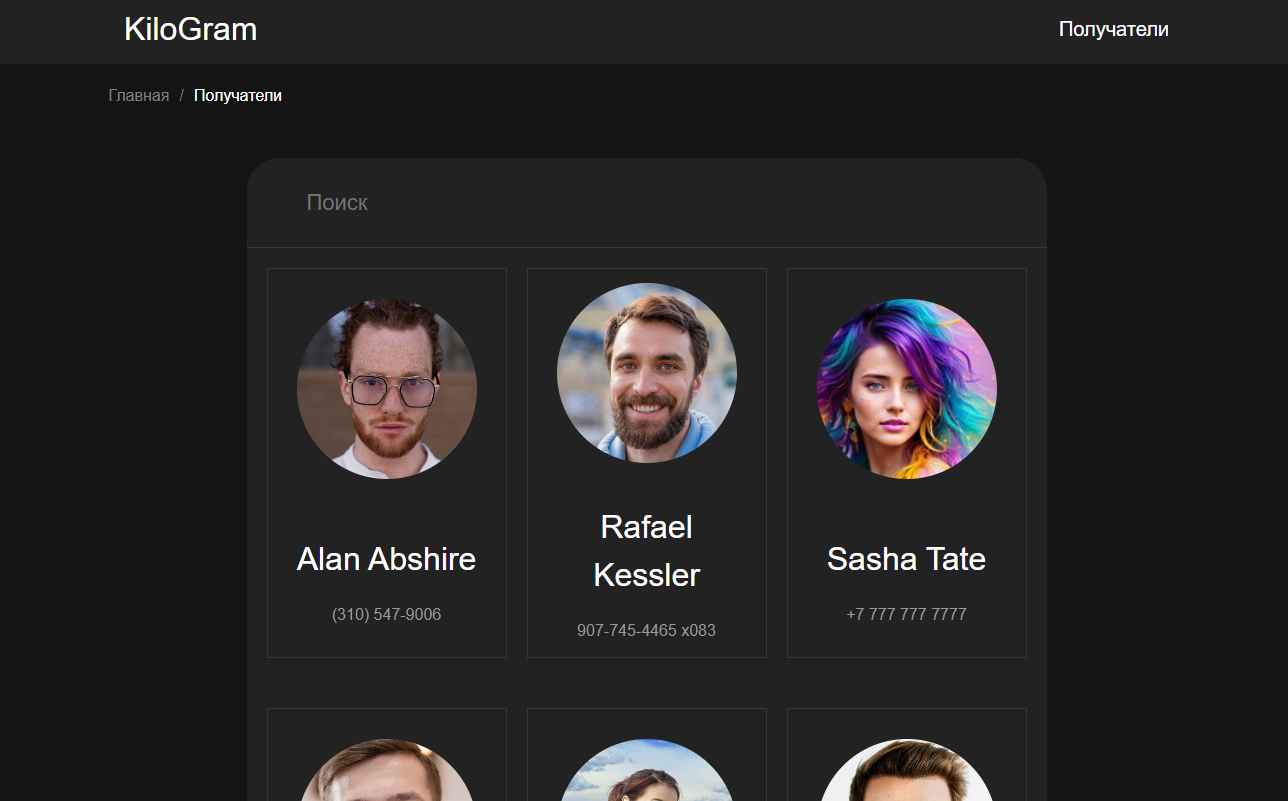 KiloGram
Получатели
Главная / Получатели
Поиск
Alan Abshire
(310) 547-9006
Rafael
Kessler
907-745-4465 x083
Sasha Tate
+7 777 777 7777